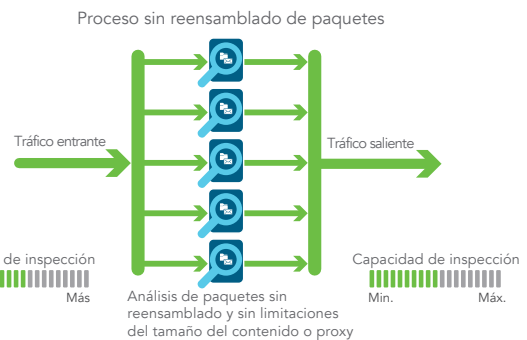 Proceso sin reensamblado de paquetes
Tráfico entrante
Tráfico saliente
de inspección
Más
Análisis de paquetes sin
reensamblado y sin limitaciones
del tamaño del contenido o proxy
Capacidad de inspección
Min. Máx.